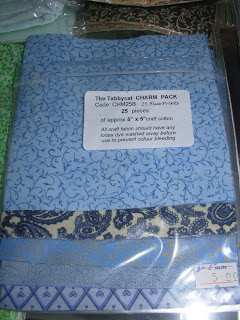 The Tabbycat CHARM PACK
Code: CHM25B 25 Blue Prints
25 pieces
of approx 5" x 5" craft cotton
All craft fabric should have any
loose dye washed away before
use to prevent colour bleeding